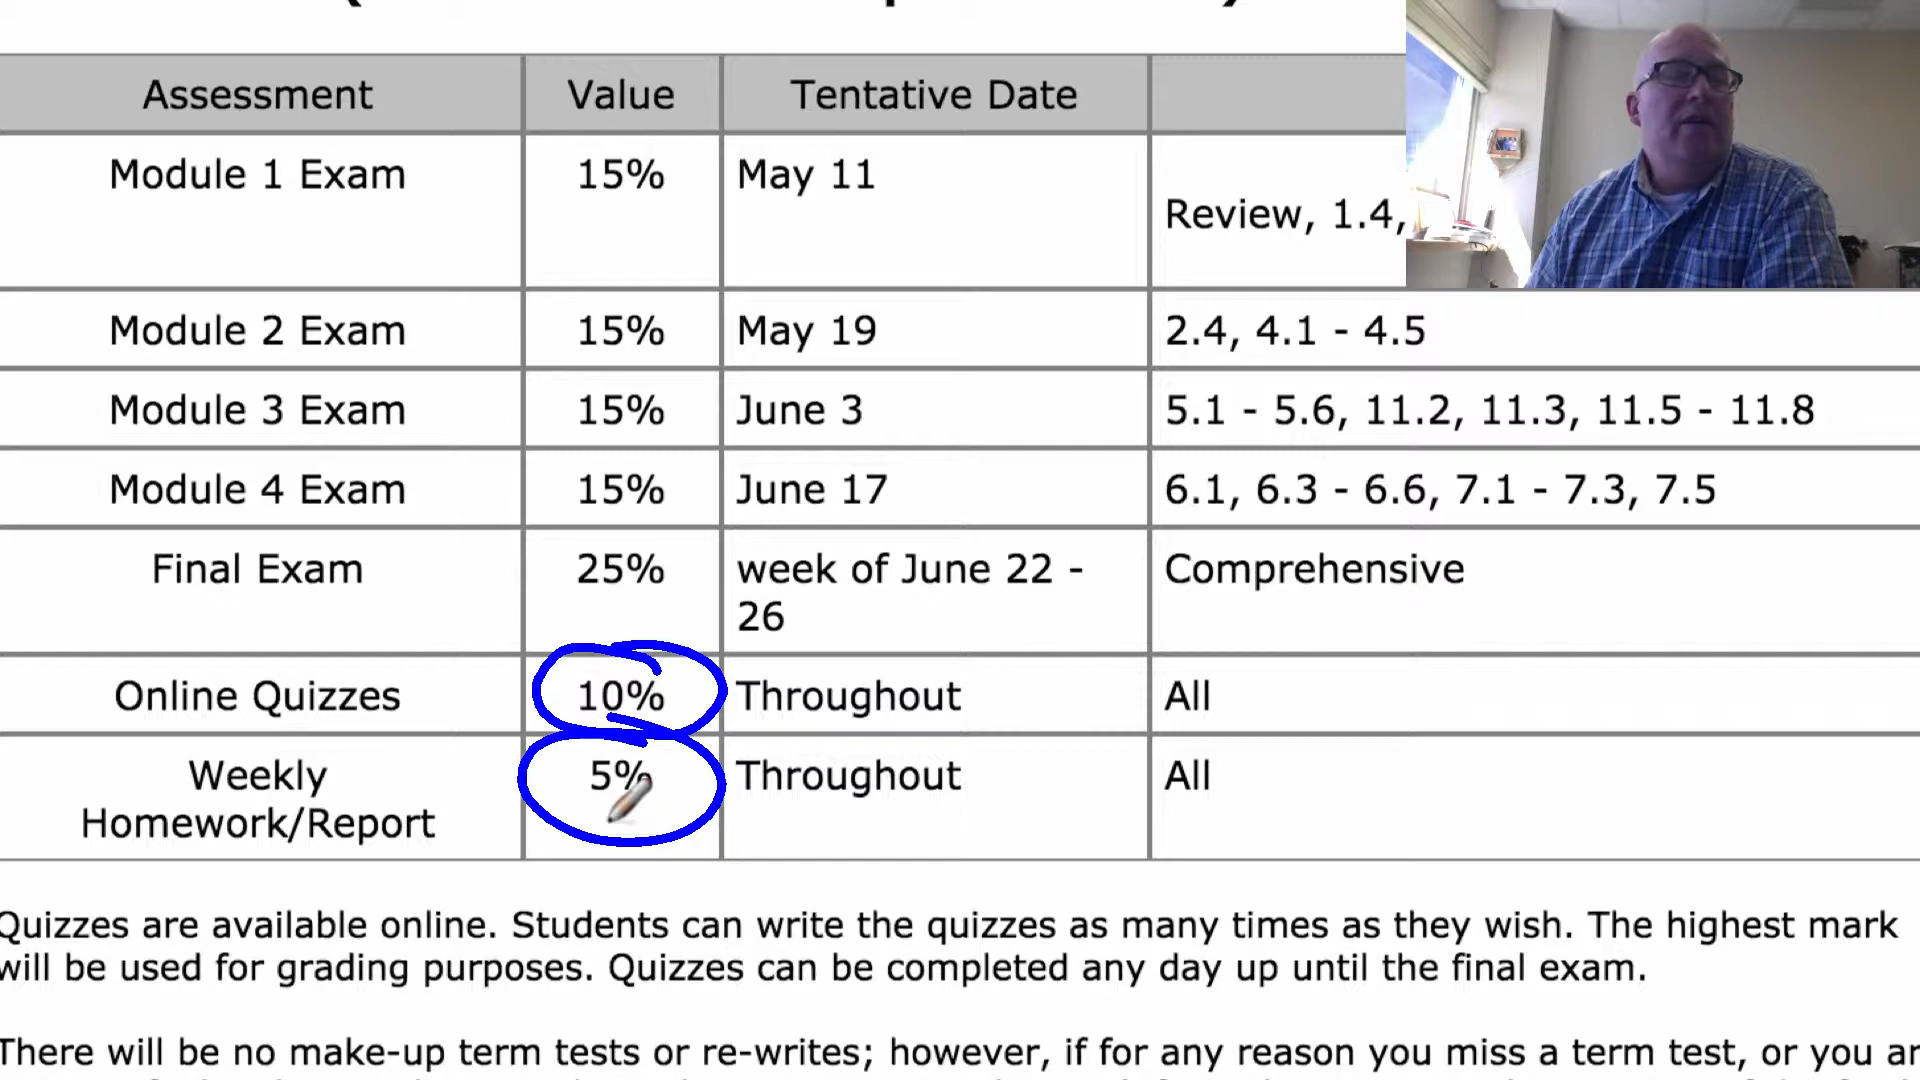 Assessment Value Tentative Date
Module 1 Exam 15% May 11
Review, 1.4,
Module 2 Exam 15% May 19 2.4, 4.1 - 4.5
Module 3 Exam 15% June 3 5.1 - 5.6, 11.2, 11.3, 11.5 - 11.8
Module 4 Exam 15% June 17 6.1, 6.3 - 6.6, 7.1 - 7.3, 7.5
Final Exam 25% week of June 22 - Comprehensive
26
Online Quizzes 10% Throughout All
Weekly 5% Throughout All
Homework/Report
Quizzes are available online. Students can write the quizzes as many times as they wish. The highest mark
will be used for grading purposes. Quizzes can be completed any day up until the final exam.
There will be no make-up term tests or re-writes; however, if for any reason you miss a term test, or you